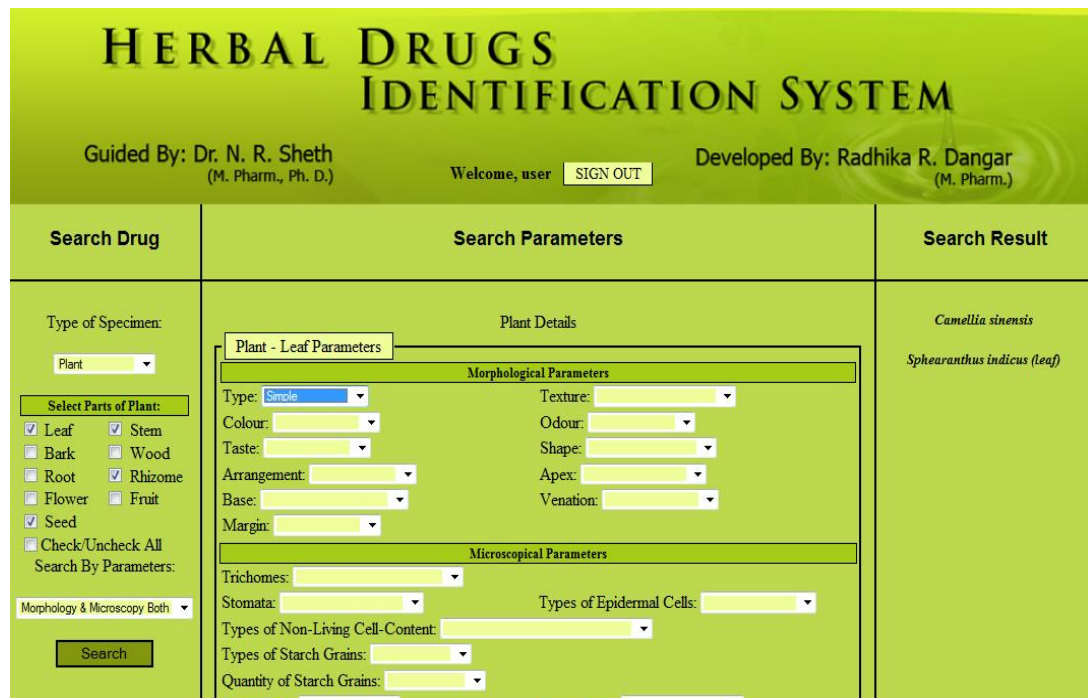 HERBAL DRUGS
IDENTIFICATION SYSTEM
Guided By: Dr. N. R. Sheth
(M. Pharm., Ph. D.)
Welcome, user SIGN OUT
Developed By: Radhika R. Dangar
(M. Pharm.)
Search Drug
Search Parameters
Search Result
Type of Specimen:
Plant
Select Parts of Plant:
Leaf Stem
Bark Wood
Root Rhizome
Flower Fruit
Seed
Check/Uncheck All
Search By Parameters:
Morphology & Microscopy Both
Search
Plant Details
Plant - Leaf Parameters
Morphological Parameters
Type: Simple Texture:
Colour: Odour:
Taste: Shape:
Arrangement: Apex:
Base: Venation:
Margin:
Microscopical Parameters
Trichomes:
Stomata: Types of Epidermal Cells:
Types of Non-Living Cell-Content:
Types of Starch Grains:
Quantity of Starch Grains:
Camellia sinensis
Sphearanthus indicus (leaf)